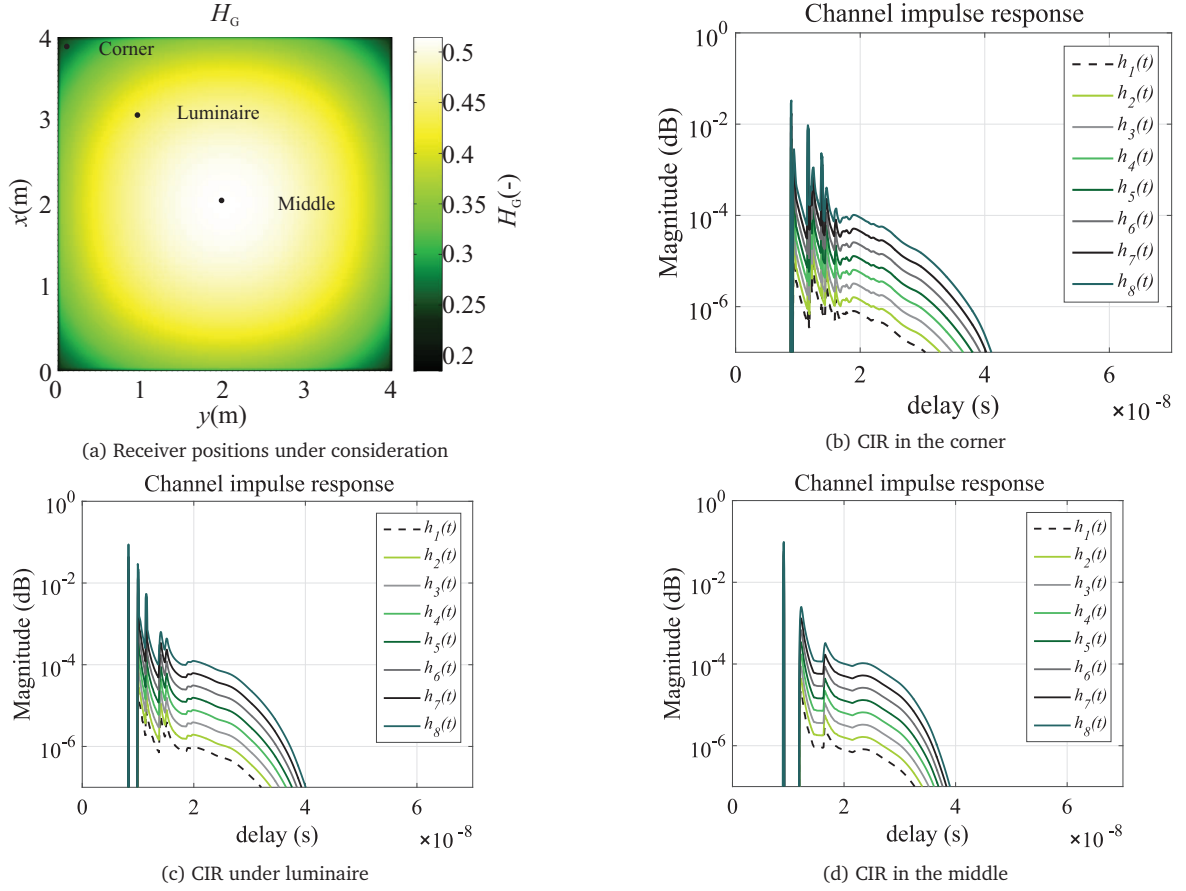 H_G
4
3
2
1
0
x(m)
Corner
Luminaire
Middle
0
1
2
3
4
y(m)
0.5
0.45
0.4
0.35
0.3
0.25
0.2
H_G(-)
(a) Receiver positions under consideration
Channel impulse response
10^0
10^-2
10^-4
10^-6
Magnitude (dB)
h_1(t)
h_2(t)
h_3(t)
h_4(t)
h_5(t)
h_6(t)
h_7(t)
h_8(t)
0
2
4
6
delay (s)
×10^-8
(b) CIR in the corner
Channel impulse response
10^0
10^-2
10^-4
10^-6
Magnitude (dB)
h_1(t)
h_2(t)
h_3(t)
h_4(t)
h_5(t)
h_6(t)
h_7(t)
h_8(t)
0
2
4
6
delay (s)
×10^-8
(c) CIR under luminaire
Channel impulse response
10^0
10^-2
10^-4
10^-6
Magnitude (dB)
h_1(t)
h_2(t)
h_3(t)
h_4(t)
h_5(t)
h_6(t)
h_7(t)
h_8(t)
0
2
4
6
delay (s)
×10^-8
(d) CIR in the middle